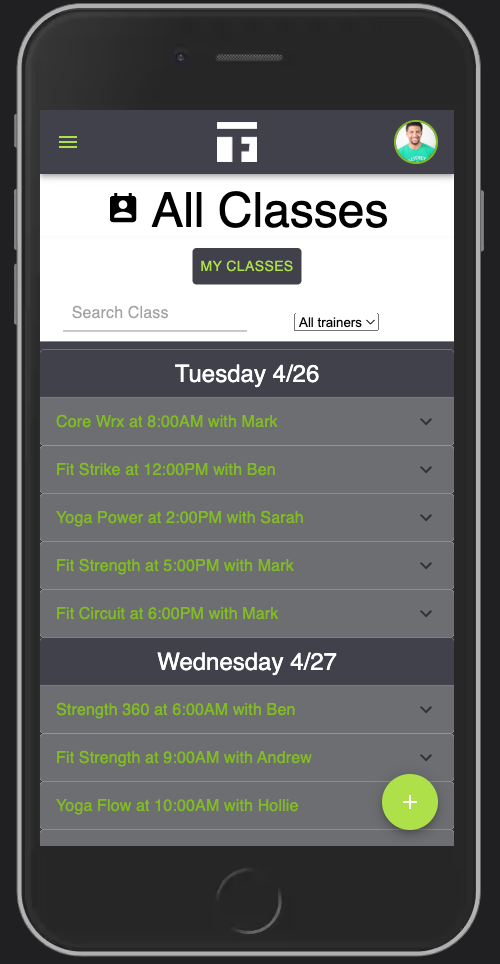 All Classes
MY CLASSES
Search Class
All trainers
Tuesday 4/26
Core Wrx at 8:00AM with Mark
Fit Strike at 12:00PM with Ben
Yoga Power at 2:00PM with Sarah
Fit Strength at 5:00PM with Mark
Fit Circuit at 6:00PM with Mark
Wednesday 4/27
Strength 360 at 6:00AM with Ben
Fit Strength at 9:00AM with Andrew
Yoga Flow at 10:00AM with Hollie